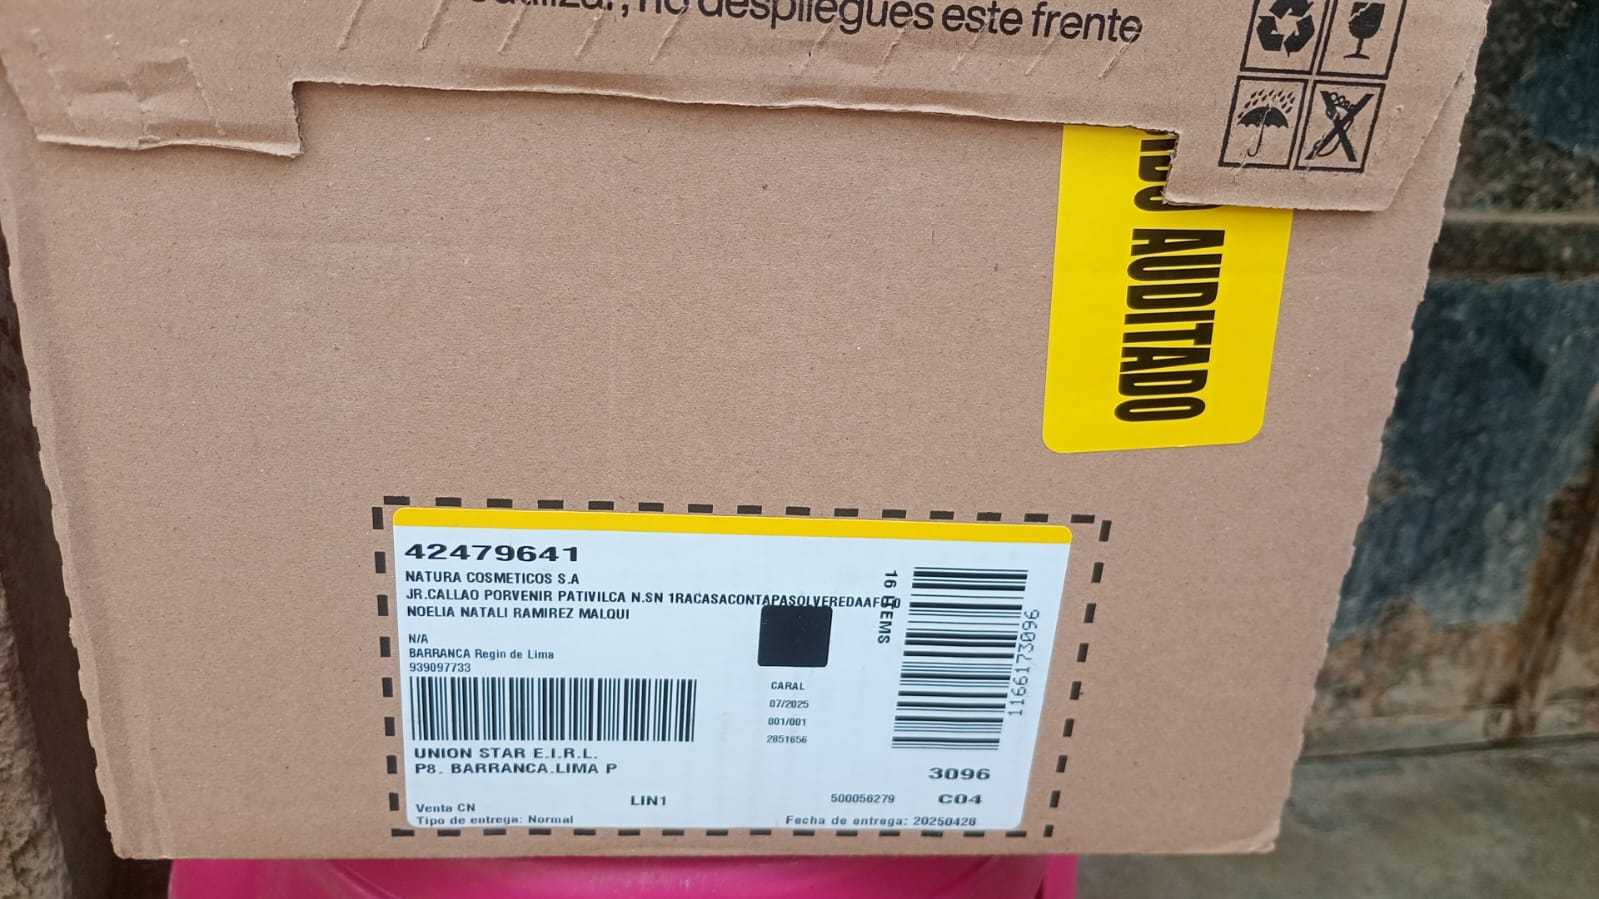 , no despliegues este frente
AUDITADO
42479641
NATURA COSMETICOS S.A
JR.CALLAO PORVENIR PATIVILCA N.SN 1RACASACONTAPASOLVEREDAAF
NOELIA NATALI RAMIREZ MALQUI
N/A
BARRANCA Regin de Lima
939097733
UNION STAR E.I.R.L.
P8. BARRANCA.LIMA P
Venta CN
Tipo de entrega: Normal
LIN1
CARAL
07/2025
001/001
2851656
16 ITEMS
1166173096
3096
500056279
C04
Fecha de entrega: 20250428